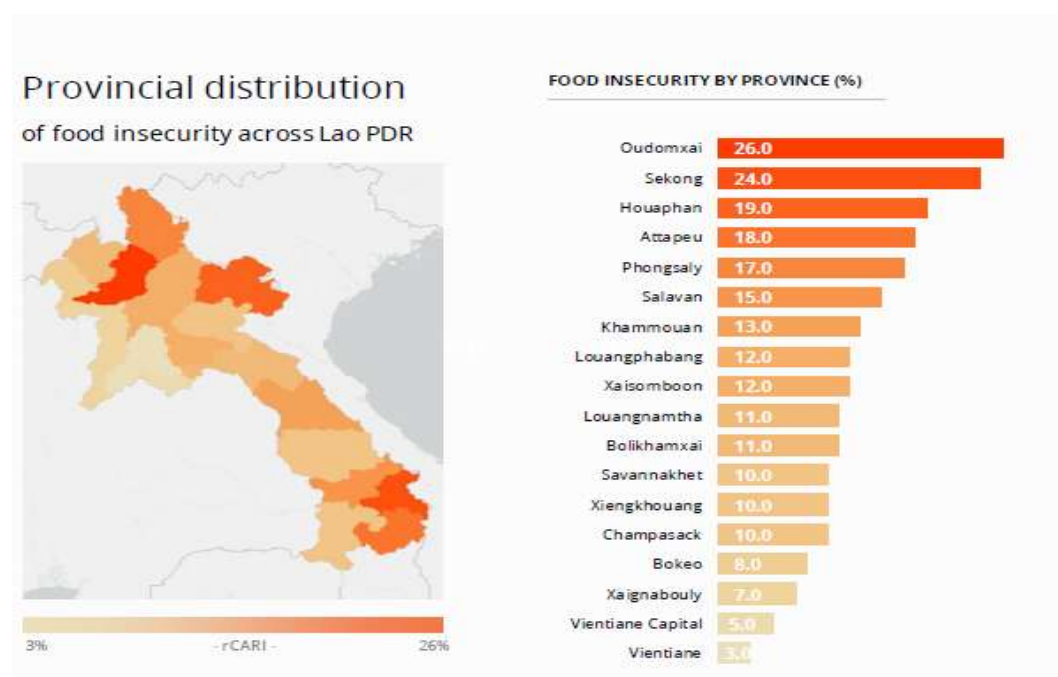 Provincial distribution
of food insecurity across Lao PDR
3%
- rCARI -
26%
FOOD INSECURITY BY PROVINCE (%)
Oudomxai 26.0
Sekong 24.0
Houaphan 19.0
Attapeu 18.0
Phongsaly 17.0
Salavan 15.0
Khammouan 13.0
Louangphabang 12.0
Xaisomboon 12.0
Louangnamtha 11.0
Bolikhamxai 11.0
Savannakhet 10.0
Xiengkhouang 10.0
Champasack 10.0
Bokeo 8.0
Xaignabouly 7.0
Vientiane Capital 5.0
Vientiane 3.0